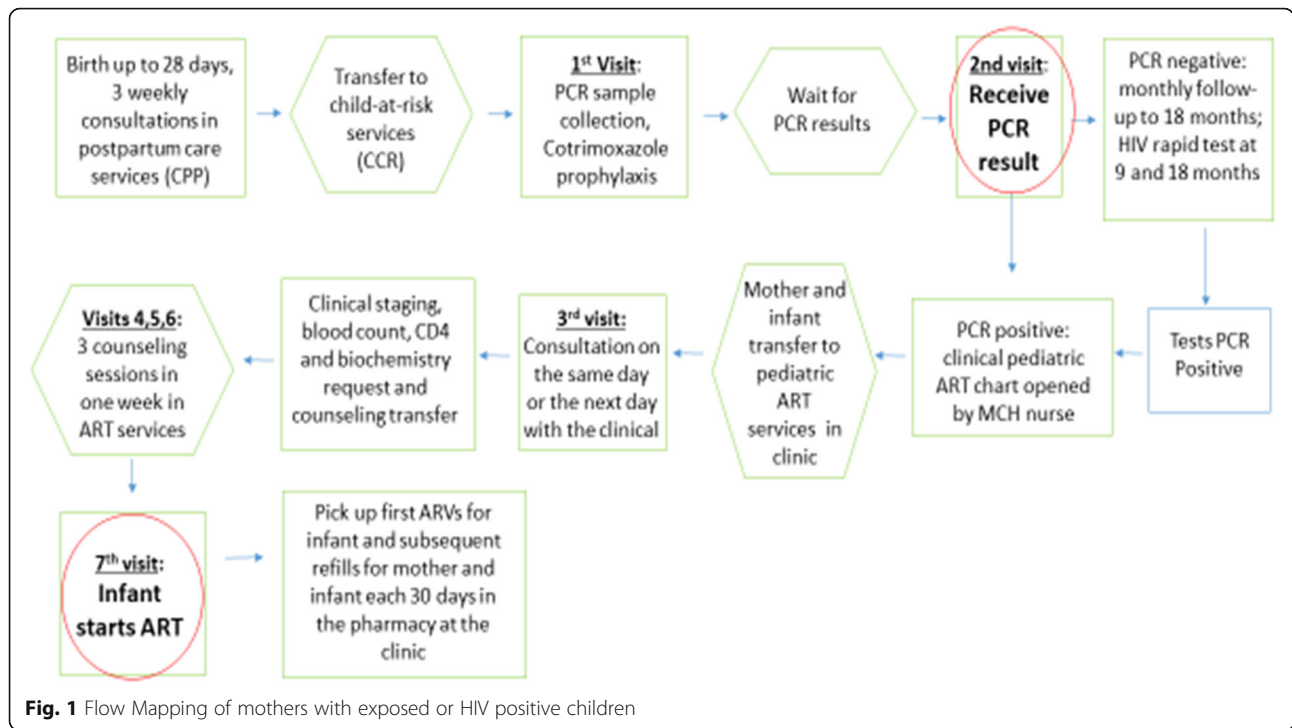 Birth up to 28 days,
3 weekly
consultations in
postpartum care
services (CPP)
Transfer to
child-at-risk
services
(CCR)
1st Visit:
PCR sample
collection,
Cotrimoxazole
prophylaxis
Wait for
PCR results
2nd visit:
Receive
PCR
result
PCR negative:
monthly follow-
up to 18 months;
HIV rapid test at
9 and 18 months
Tests PCR
Positive
PCR positive:
clinical pediatric
ART chart opened
by MCH nurse
Mother and
infant
transfer to
pediatric
ART
services in
clinic
3rd visit:
Consultation on
the same day
or the next day
with the clinical
Clinical staging,
blood count, CD4
and biochemistry
request and
counseling transfer
Visits 4,5,6:
3 counseling
sessions in
one week in
ART services
7th visit:
Infant
starts ART
Pick up first ARVs for
infant and subsequent
refills for mother and
infant each 30 days in
the pharmacy at the
clinic
Fig. 1 Flow Mapping of mothers with exposed or HIV positive children